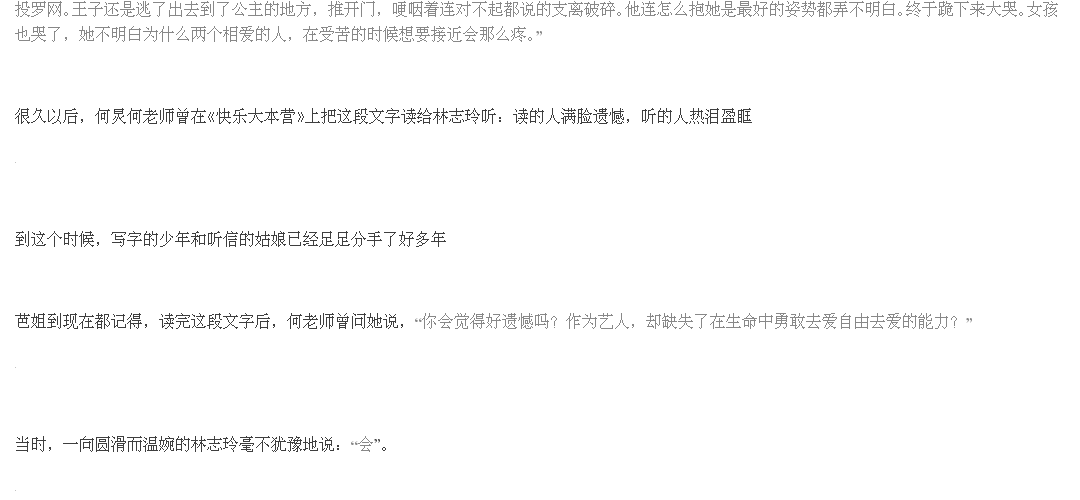 投罗网。王子还是逃了出去到了公主的地方，推开门，哽咽着连对不起都说的支离破碎。他连怎么抱她是最好的姿势都弄不明白。终于跪下来大哭。女孩
也哭了，她不明白为什么两个相爱的人，在受苦的时候想要接近会那么疼。”
很久以后，何炅何老师曾在《快乐大本营》上把这段文字读给林志玲听：读的人满脸遗憾，听的人热泪盈眶
到这个时候，写字的少年和听信的姑娘已经足足分手了好多年
芭姐到现在都记得，读完这段文字后，何老师曾问她说，“你会觉得好遗憾吗？作为艺人，却缺失了在生命中勇敢去爱自由去爱的能力？”
当时，一向圆滑而温婉的林志玲毫不犹豫地说：“会”。